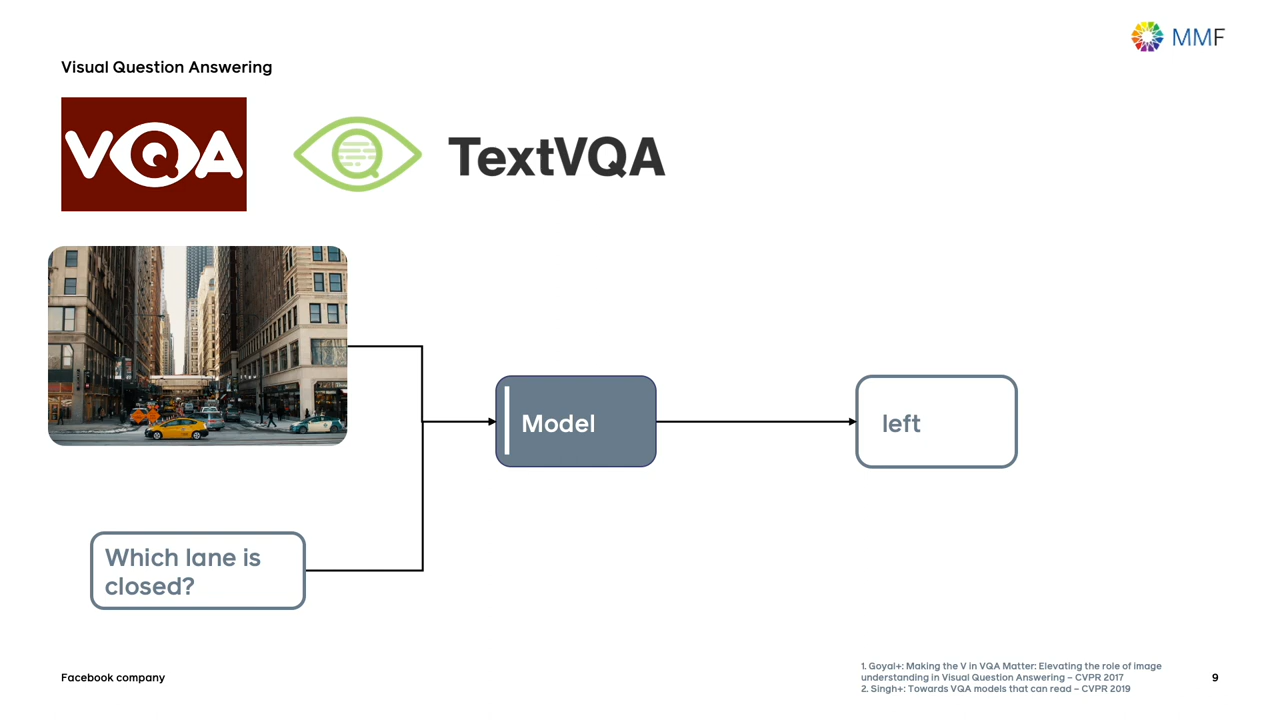 MMF
Visual Question Answering
VQA
TextVQA
Model
left
Which lane is
closed?
Facebook company
1. Goyal+: Making the V in VQA Matter: Elevating the role of image
understanding in Visual Question Answering – CVPR 2017
2. Singh+: Towards VQA models that can read – CVPR 2019
9